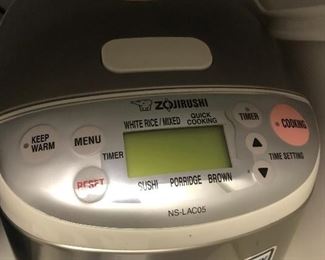 ZOJIRUSHI
WHITE RICE/MIXED
QUICK COOKING
TIMER
COOKING
KEEP WARM
MENU
TIMER
TIME SETTING
RESET
SUSHI PORRIDGE BROWN
NS-LAC05